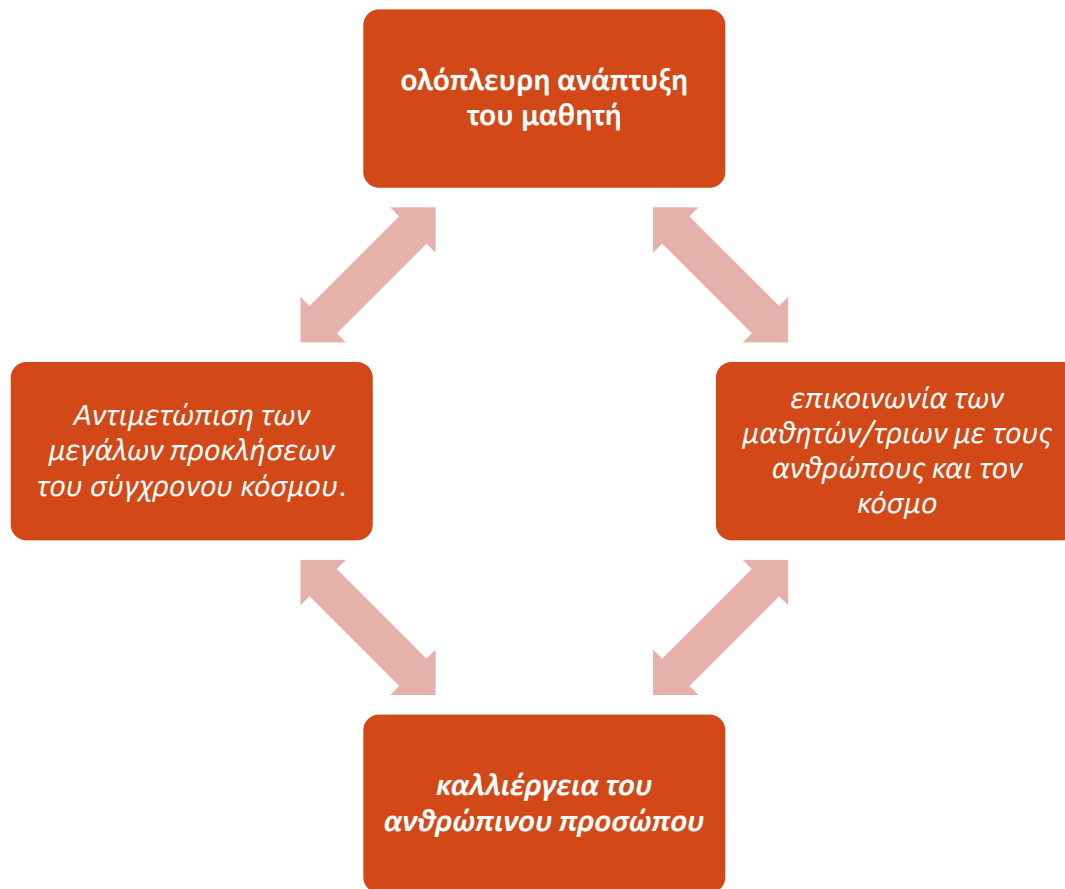 ολόπλευρη ανάπτυξη
του μαθητή
Αντιμετώπιση των
μεγάλων προκλήσεων
του σύγχρονου κόσμου.
επικοινωνία των
μαθητών/τριων με τους
ανθρώπους και τον
κόσμο
καλλιέργεια του
ανθρώπινου προσώπου